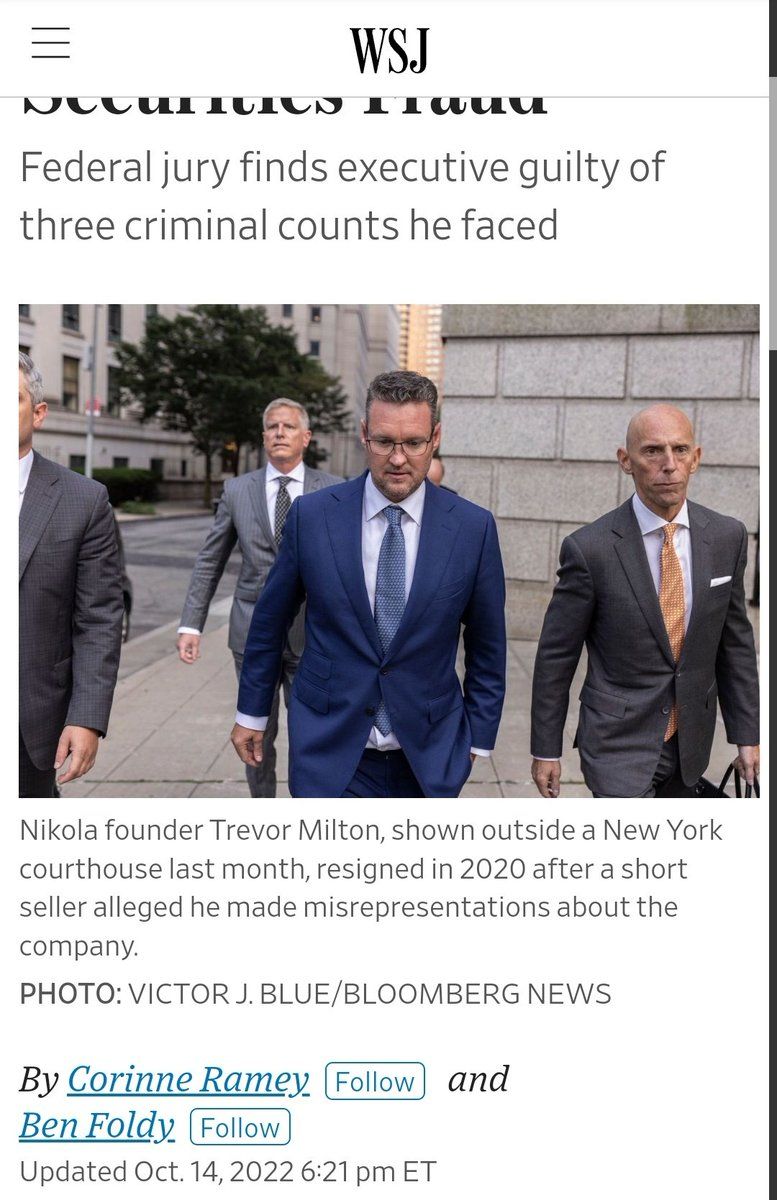 WSJ
Securities Fraud
Federal jury finds executive guilty of
three criminal counts he faced
Nikola founder Trevor Milton, shown outside a New York
courthouse last month, resigned in 2020 after a short
seller alleged he made misrepresentations about the
company.
PHOTO: VICTOR J. BLUE/BLOOMBERG NEWS
By Corinne Ramey Follow and
Ben Foldy Follow
Updated Oct. 14, 2022 6:21 pm ET